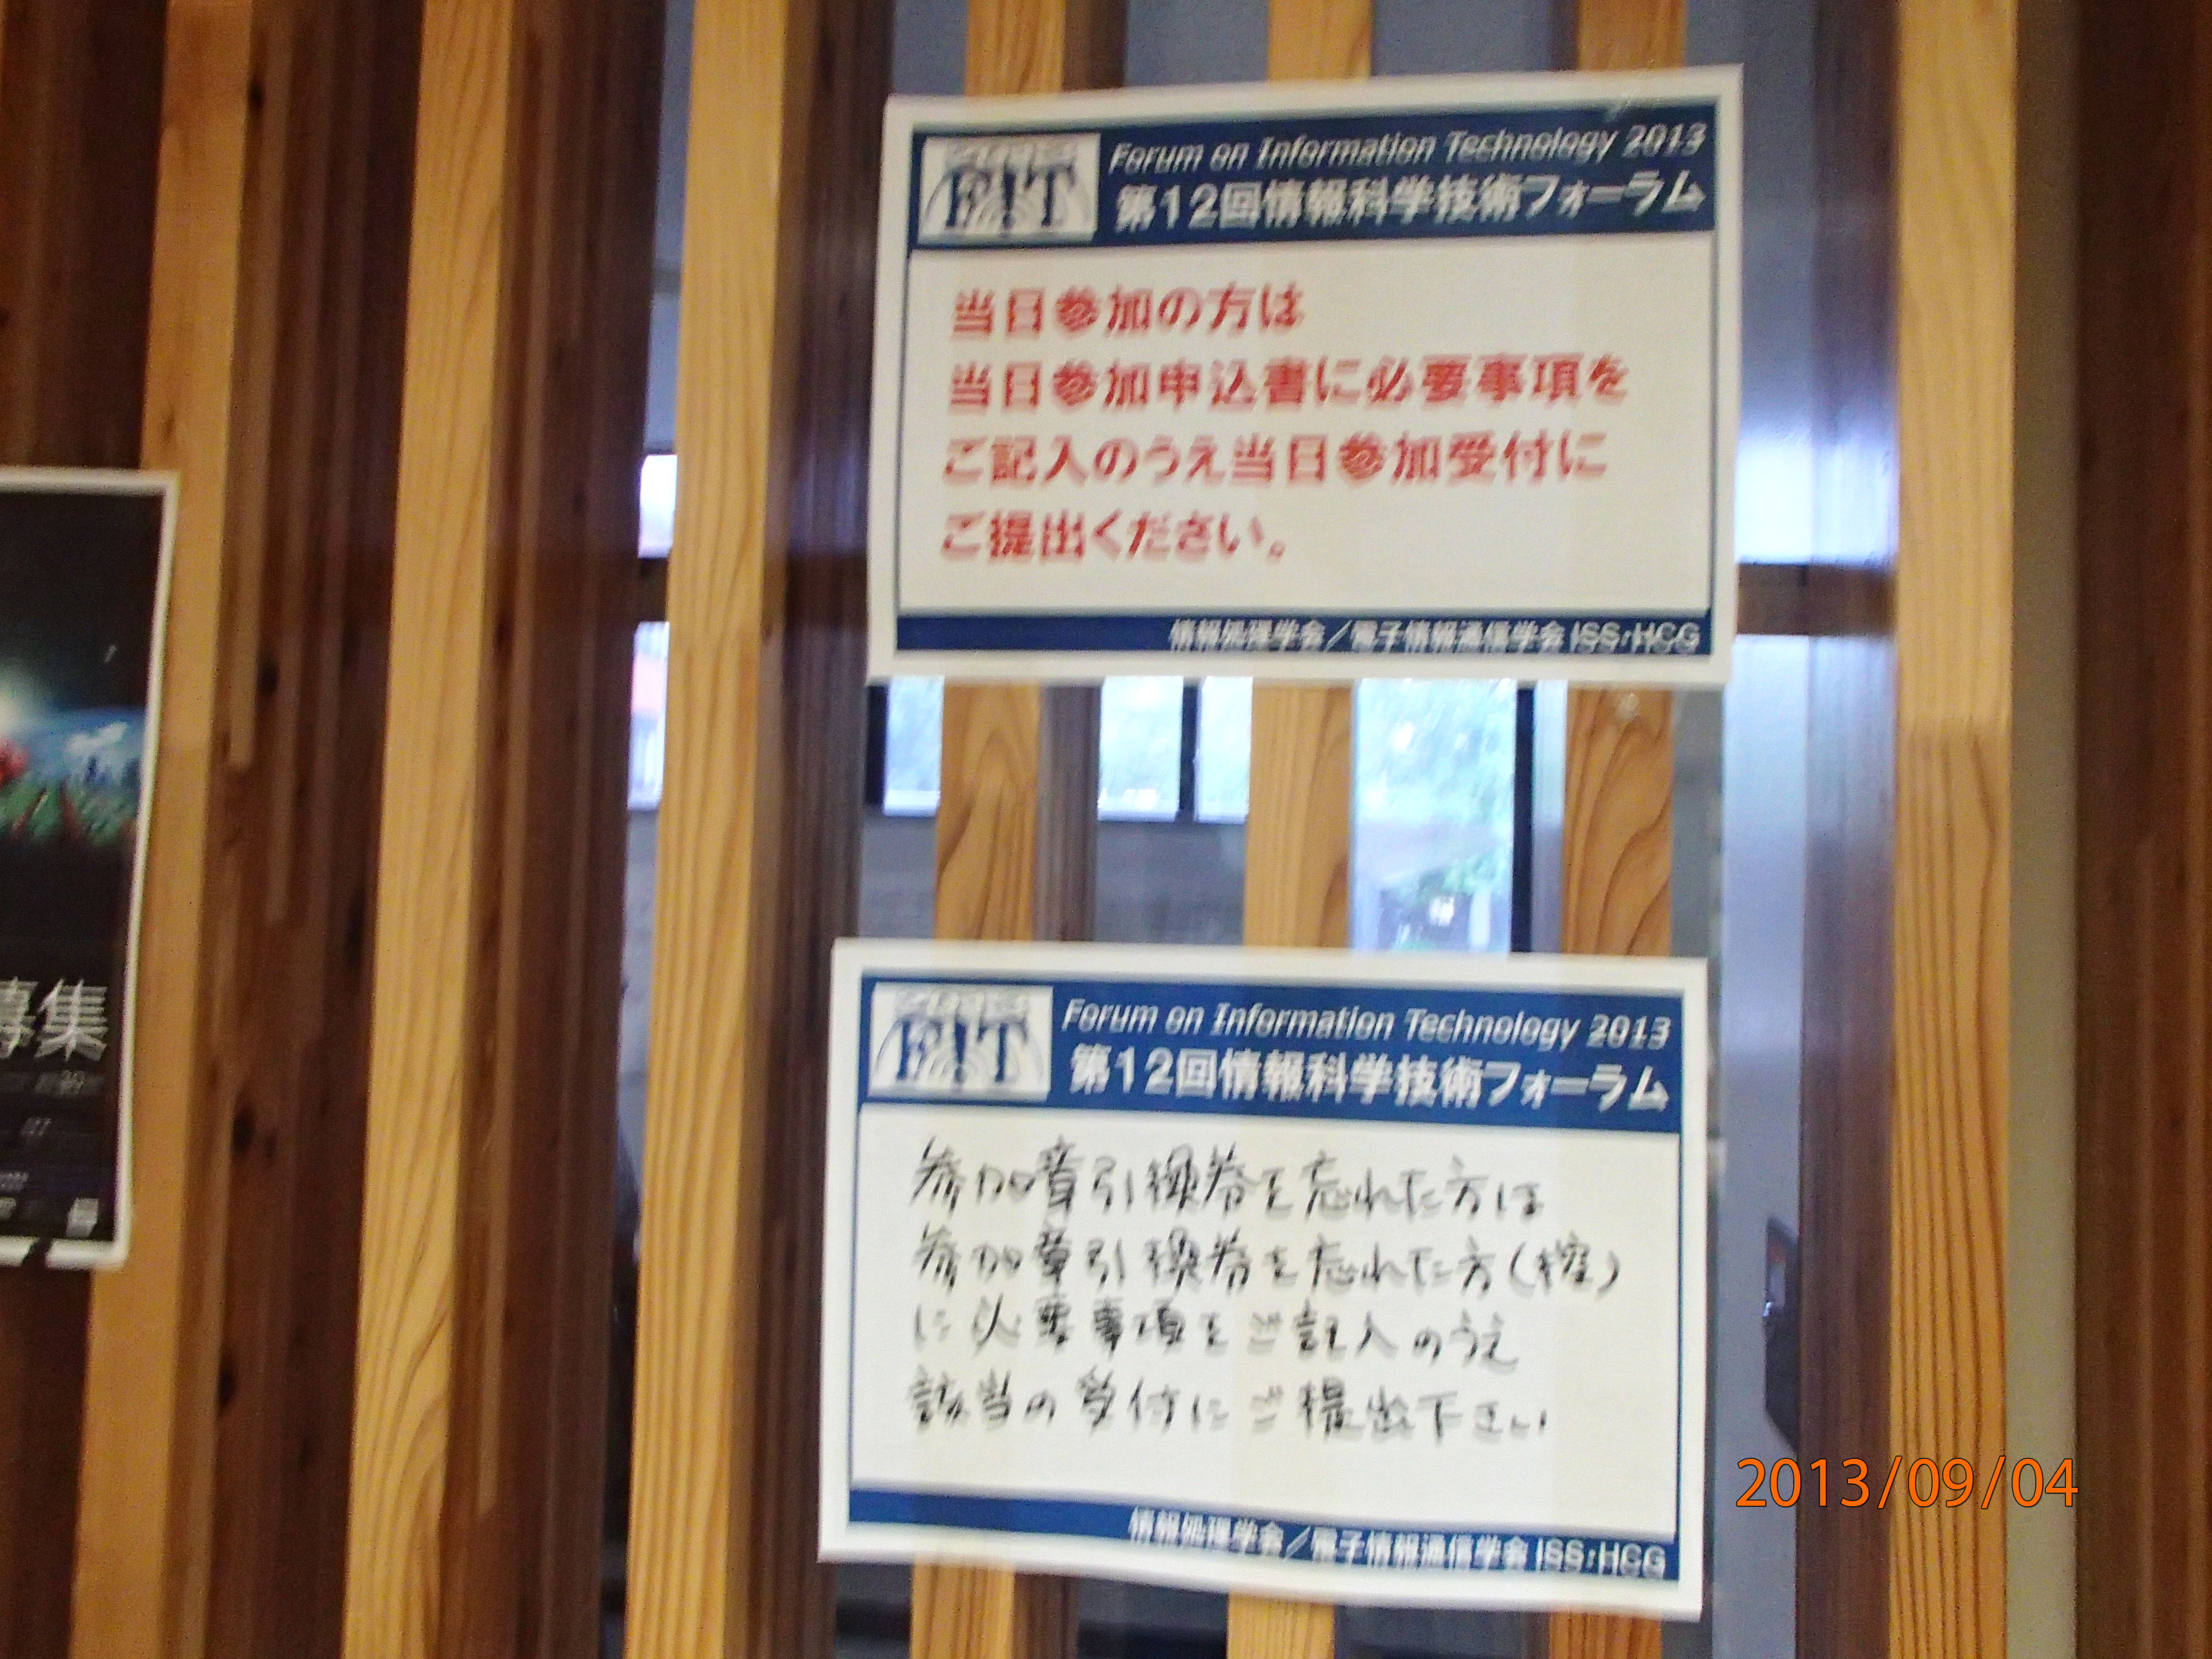 FIT
Forum on Information Technology 2013
第12回情報科学技術フォーラム
当日参加の方は
当日参加申込書に必要事項を
ご記入のうえ当日参加受付に
ご提出ください。
情報処理学会／電子情報通信学会 ISS・HCG
募集
FIT
Forum on Information Technology 2013
第12回情報科学技術フォーラム
参加章引換券を忘れた方は
参加章引換券を忘れた方(控)
に必要事項をご記入のうえ
該当の受付にご提出下さい
情報処理学会／電子情報通信学会 ISS・HCG
2013/09/04